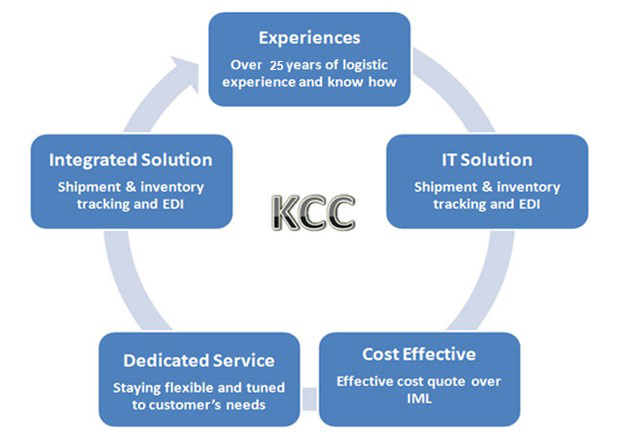 Experiences
Over 25 years of logistic
experience and know how
Integrated Solution
Shipment & inventory
tracking and EDI
IT Solution
Shipment & inventory
tracking and EDI
KCC
Dedicated Service
Staying flexible and tuned
to customer's needs
Cost Effective
Effective cost quote over
IML